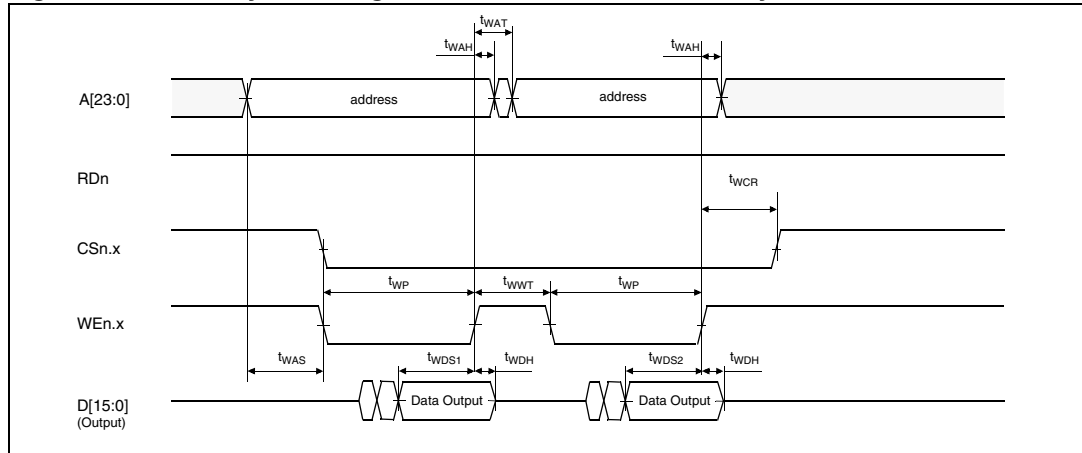 tWAT
tWAH
tWAH
A[23:0]
address
address
RDn
tWCR
CSn.x
tWP
tWWT
tWP
WEn.x
tWAS
tWDS1
tWDH
tWDS2
tWDH
D[15:0]
(Output)
Data Output
Data Output